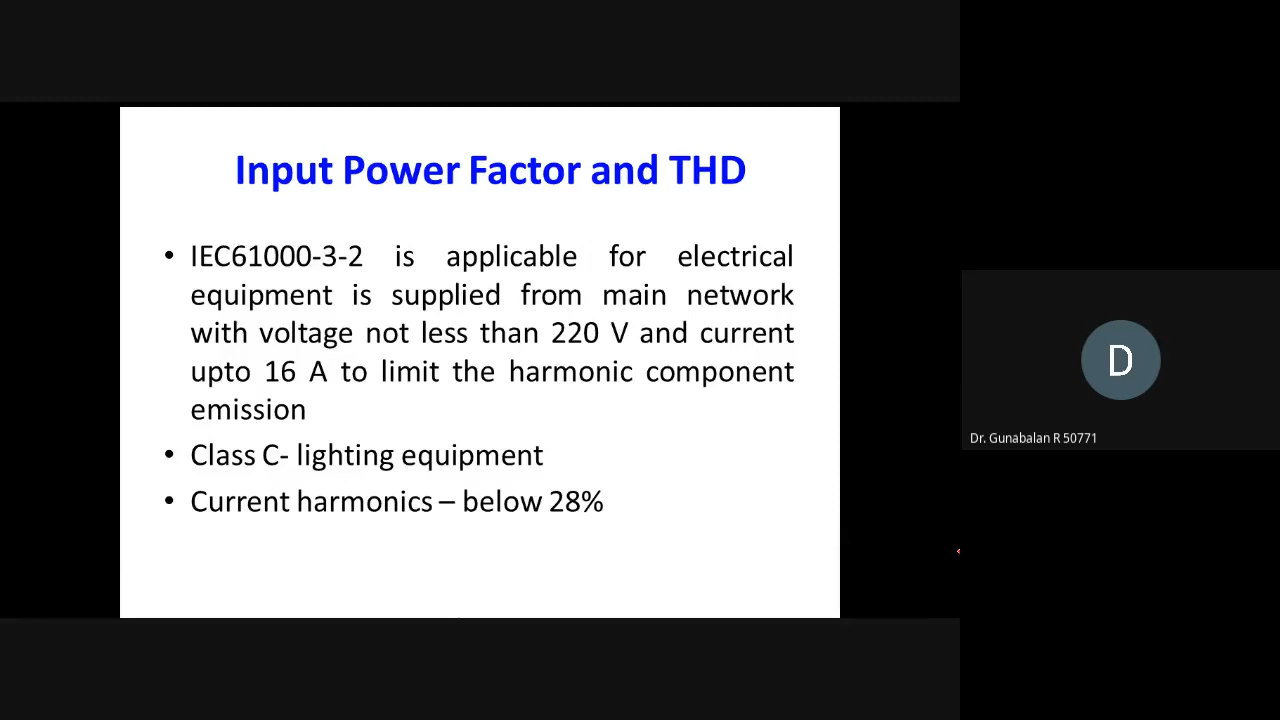 Input Power Factor and THD
• IEC61000-3-2 is applicable for electrical
equipment is supplied from main network
with voltage not less than 220 V and current
upto 16 A to limit the harmonic component
emission
• Class C- lighting equipment
• Current harmonics – below 28%
D
Dr. Gunabalan R 50771